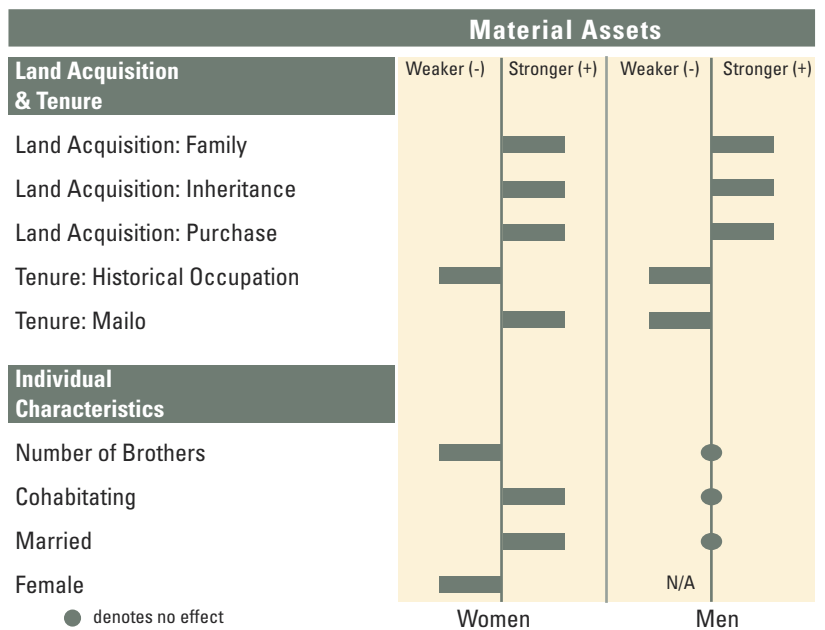 Material Assets
Land Acquisition
& Tenure
Weaker (-) Stronger (+) Weaker (-) Stronger (+)
Land Acquisition: Family
Land Acquisition: Inheritance
Land Acquisition: Purchase
Tenure: Historical Occupation
Tenure: Mailo
Individual
Characteristics
Number of Brothers
Cohabitating
Married
Female N/A
denotes no effect Women Men